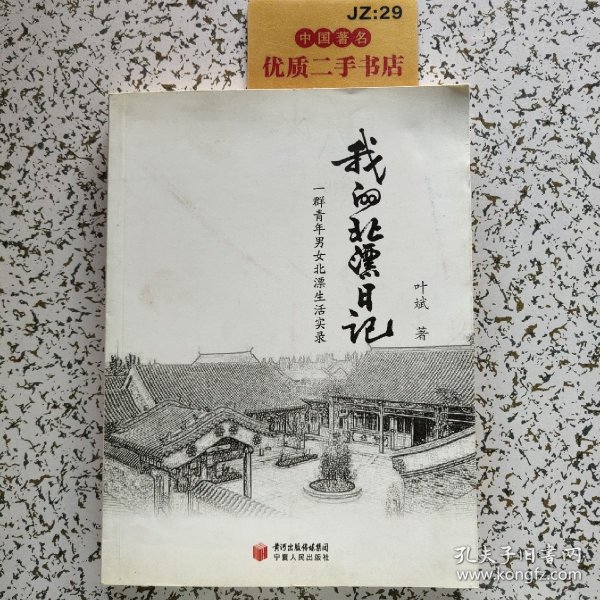 JZ:29
中国著名
优质二手书店
我的北漂日记
一群青年男女北漂生活实录
叶斌 著
黄河出版传媒集团
宁夏人民出版社
孔夫子旧书网
www.kongfz.com